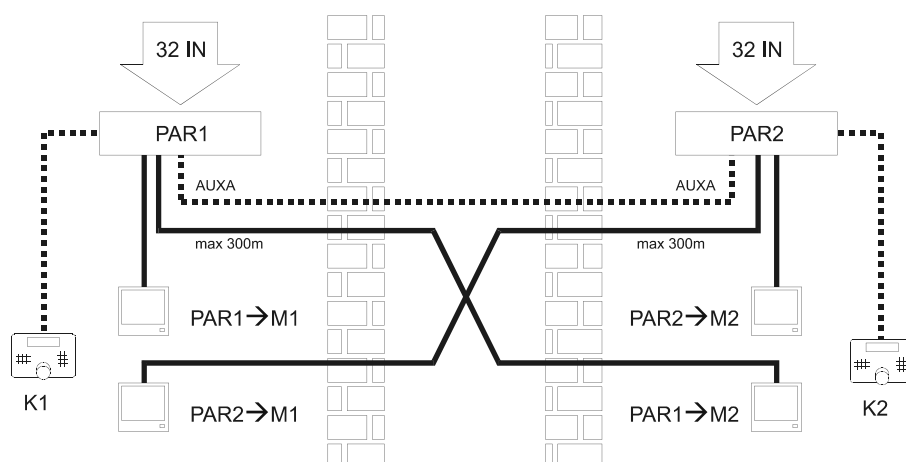 32 IN
32 IN
PAR1
PAR2
AUXA
AUXA
max 300m
max 300m
PAR1→M1
PAR2→M2
K1
PAR2→M1
PAR1→M2
K2